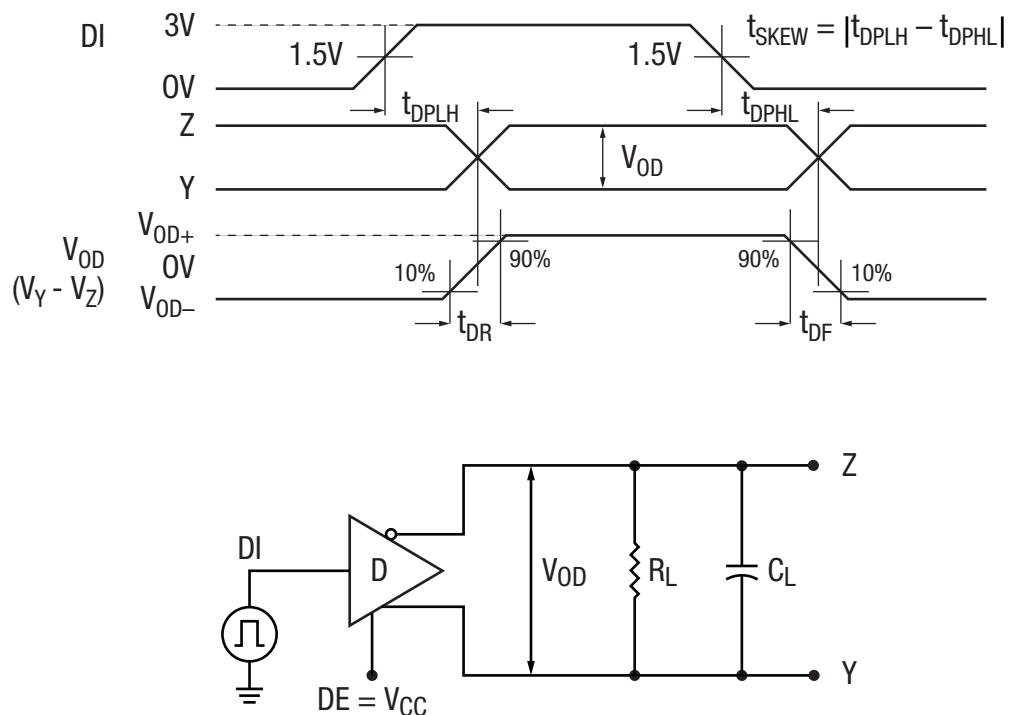 DI
3V
1.5V
1.5V
0V
tSKEW = |tDPLH – tDPHL|
tDPLH
tDPHL
Z
Y
VOD
VOD
(VY - VZ)
VOD+
0V
VOD–
10%
90%
90%
10%
tDR
tDF
Z
DI
D
VOD
RL
CL
Y
DE = VCC